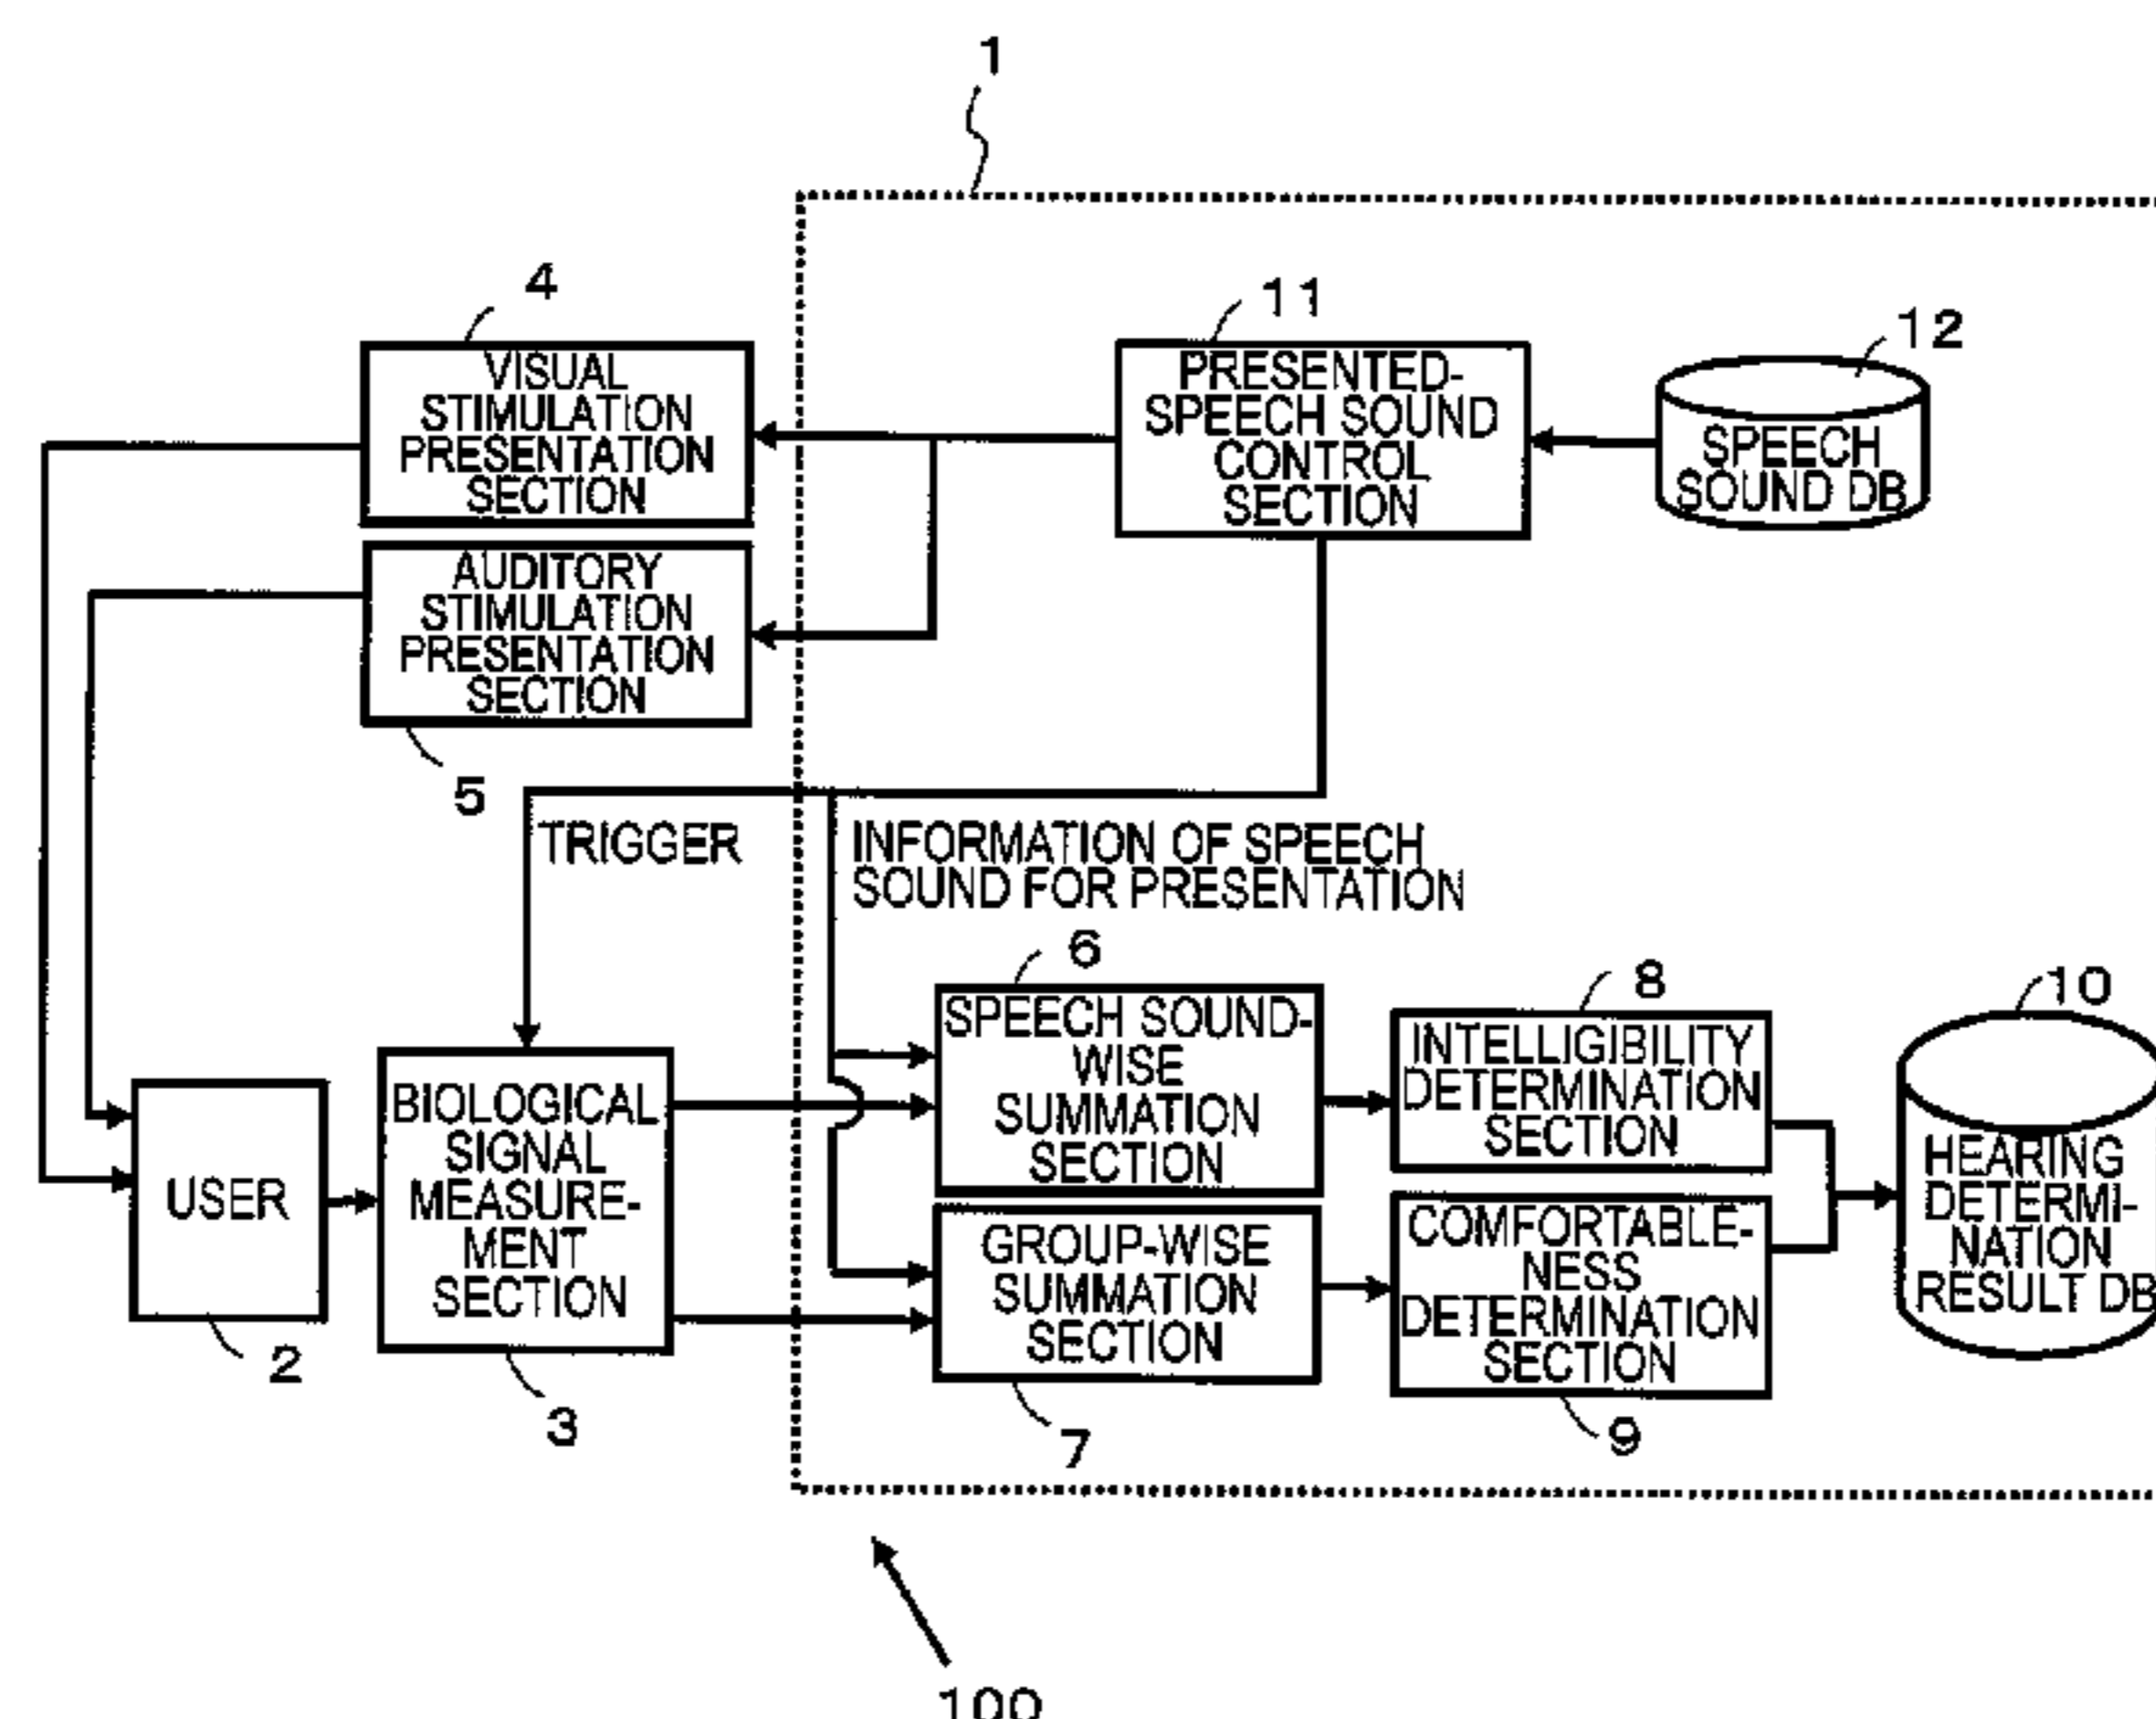 1
4
VISUAL
STIMULATION
PRESENTATION
SECTION
11
PRESENTED-
SPEECH SOUND
CONTROL
SECTION
12
SPEECH
SOUND DB
AUDITORY
STIMULATION
PRESENTATION
SECTION
5
TRIGGER
INFORMATION OF SPEECH
SOUND FOR PRESENTATION
USER
2
BIOLOGICAL
SIGNAL
MEASURE-
MENT
SECTION
3
6
SPEECH SOUND-
WISE
SUMMATION
SECTION
GROUP-WISE
SUMMATION
SECTION
7
8
INTELLIGIBILITY
DETERMINATION
SECTION
COMFORTABLE-
NESS
DETERMINATION
SECTION
9
10
HEARING
DETERMI-
NATION
RESULT DB
100